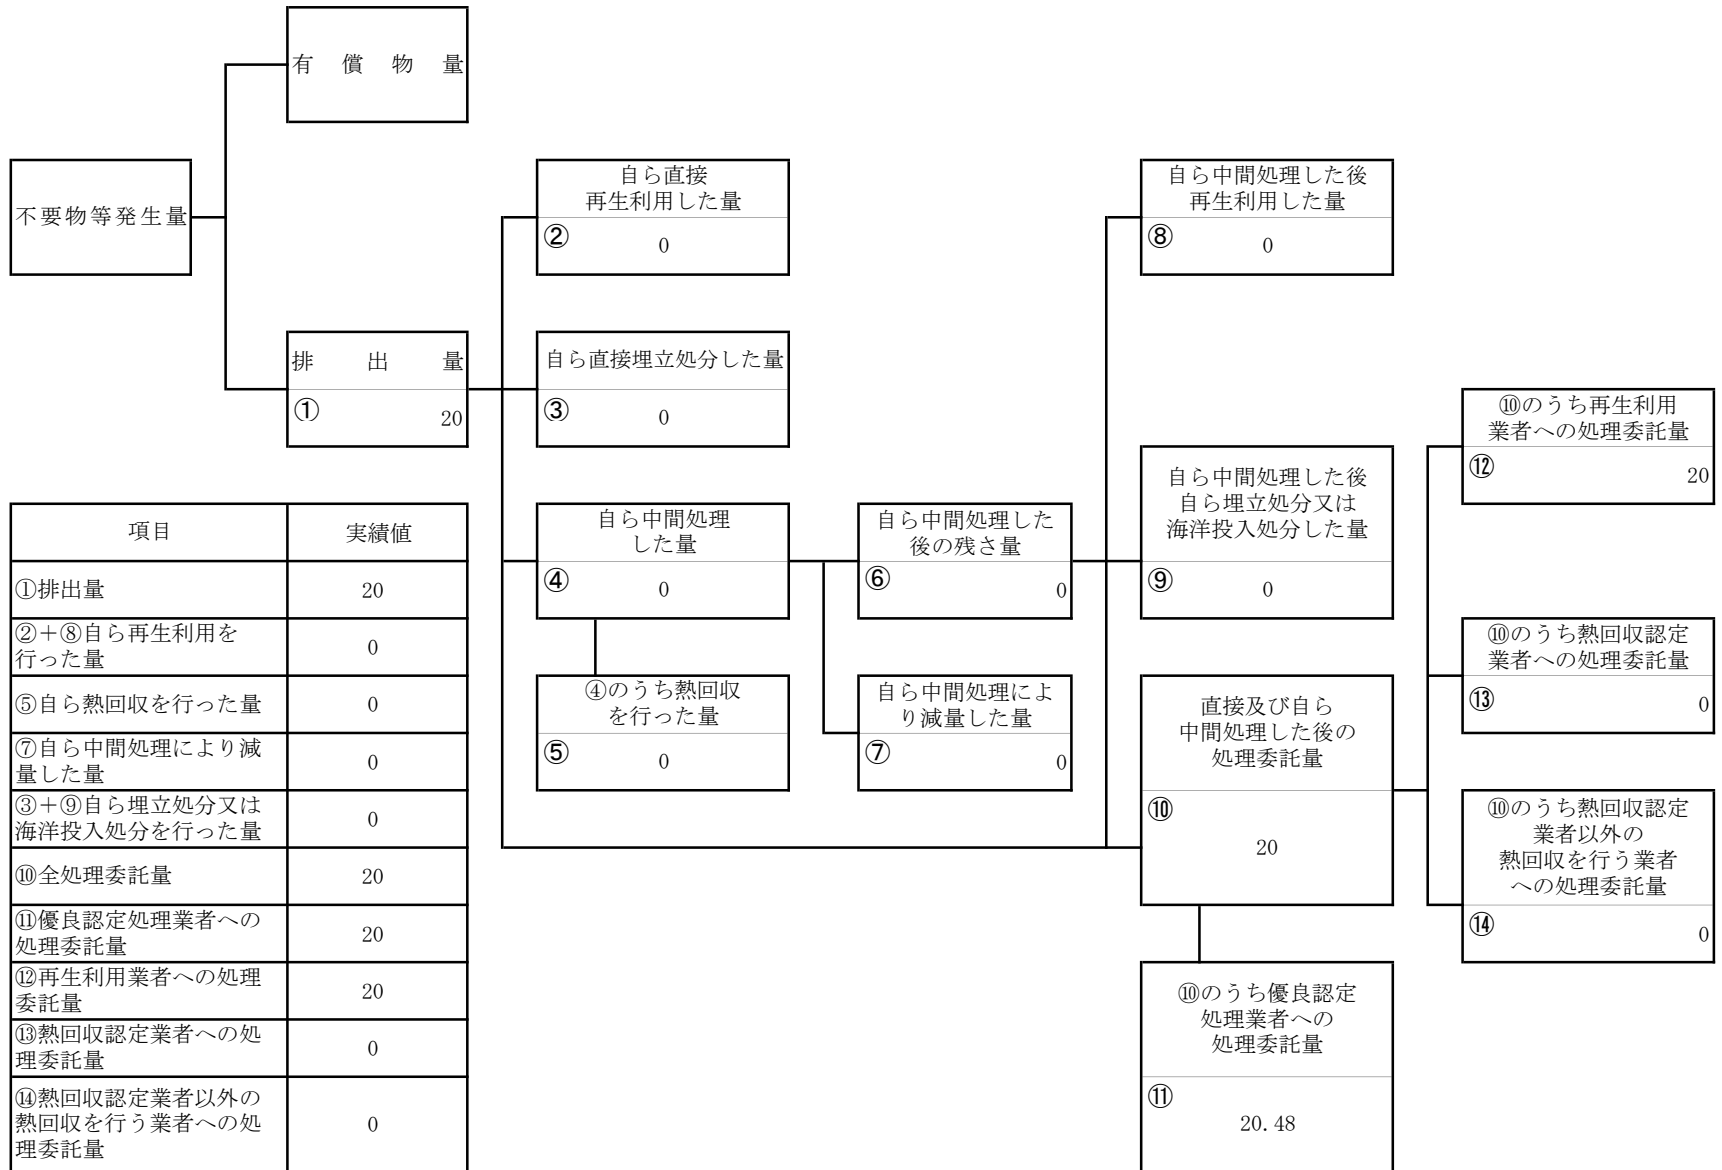 有償物量
不要物等発生量
排出量
① 20
自ら直接
再生利用した量
② 0
自ら直接埋立処分した量
③ 0
自ら中間処理
した量
④ 0
④のうち熱回収
を行った量
⑤ 0
自ら中間処理した
後の残さ量
⑥ 0
自ら中間処理によ
り減量した量
⑦ 0
自ら中間処理した後
再生利用した量
⑧ 0
自ら中間処理した後
自ら埋立処分又は
海洋投入処分した量
⑨ 0
直接及び自ら
中間処理した後の
処理委託量
⑩
20
⑩のうち優良認定
処理業者への
処理委託量
⑪
20.48
⑩のうち再生利用
業者への処理委託量
⑫ 20
⑩のうち熱回収認定
業者への処理委託量
⑬ 0
⑩のうち熱回収認定
業者以外の
熱回収を行う業者
への処理委託量
⑭ 0
項目 実績値
①排出量 20
②＋⑧自ら再生利用を
行った量 0
⑤自ら熱回収を行った量 0
⑦自ら中間処理により減
量した量 0
③＋⑨自ら埋立処分又は
海洋投入処分を行った量 0
⑩全処理委託量 20
⑪優良認定処理業者への
処理委託量 20
⑫再生利用業者への処理
委託量 20
⑬熱回収認定業者への処
理委託量 0
⑭熱回収認定業者以外の
熱回収を行う業者への処
理委託量 0